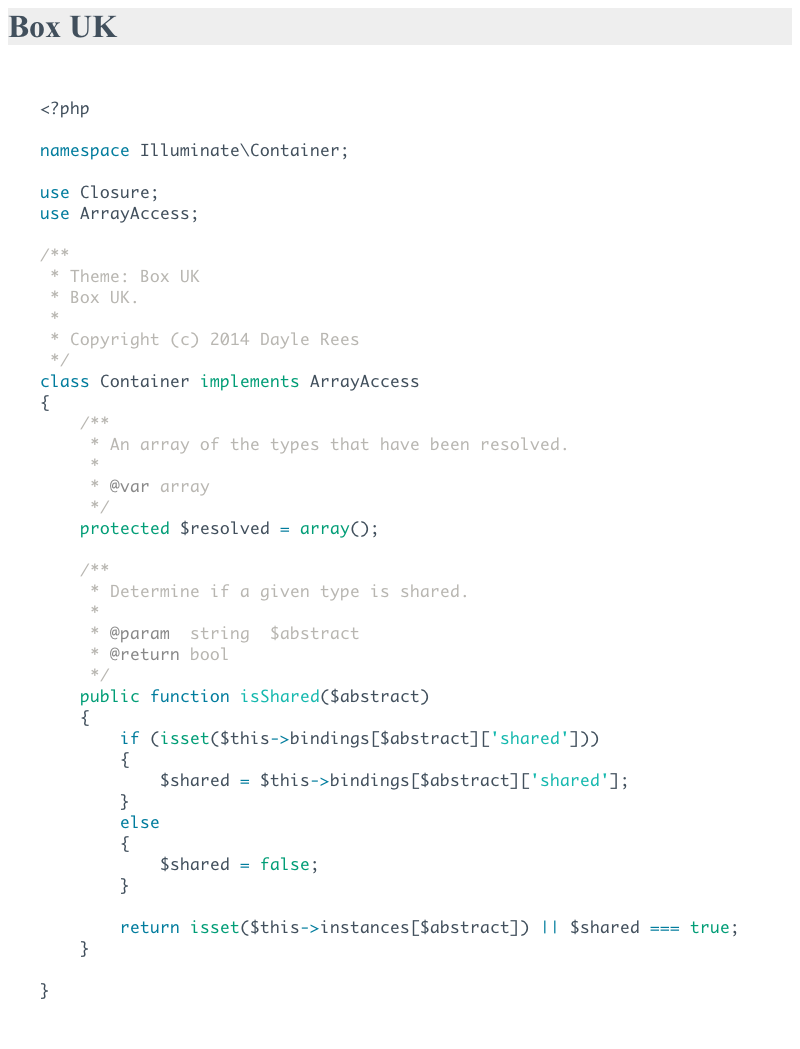 Box UK
<?php
namespace Illuminate\Container;
use Closure;
use ArrayAccess;
/**
 * Theme: Box UK
 * Box UK.
 *
 * Copyright (c) 2014 Dayle Rees
 */
class Container implements ArrayAccess
{
    /**
     * An array of the types that have been resolved.
     *
     * @var array
     */
    protected $resolved = array();
    /**
     * Determine if a given type is shared.
     *
     * @param  string  $abstract
     * @return bool
     */
    public function isShared($abstract)
    {
        if (isset($this->bindings[$abstract]['shared']))
        {
            $shared = $this->bindings[$abstract]['shared'];
        }
        else
        {
            $shared = false;
        }
        return isset($this->instances[$abstract]) || $shared === true;
    }
}